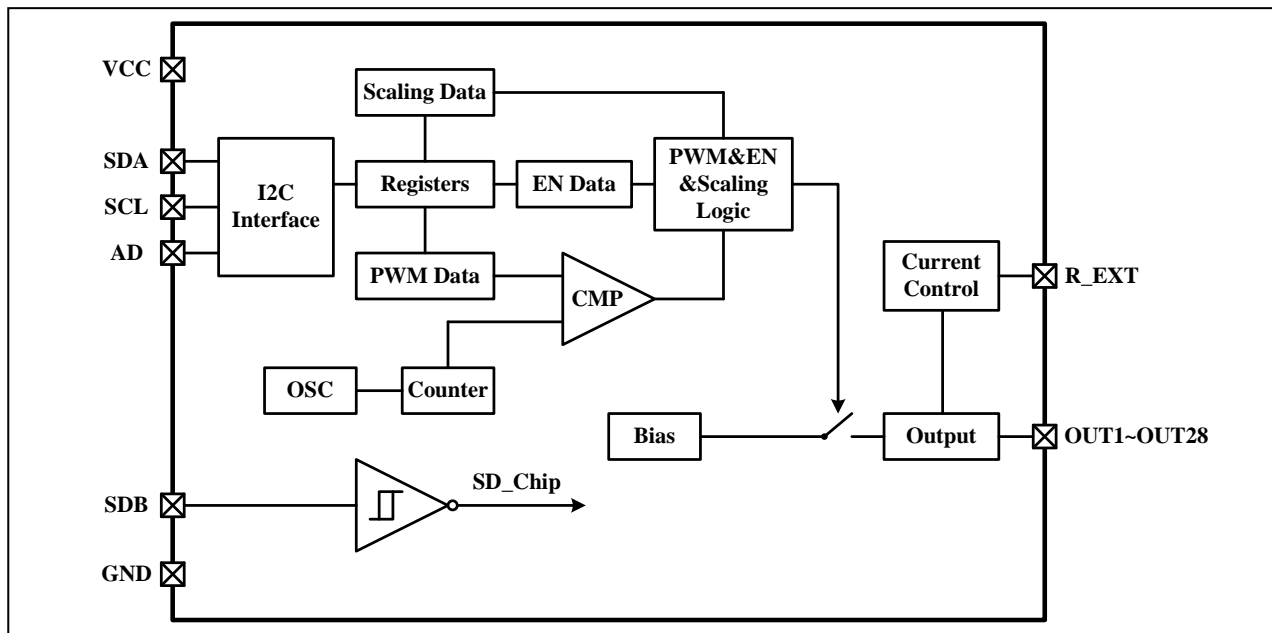 VCC
Scaling Data
SDA
SCL
AD
I2C
Interface
Registers
EN Data
PWM&EN
&Scaling
Logic
PWM Data
CMP
Current
Control
R_EXT
OSC
Counter
Bias
Output
OUT1~OUT28
SDB
SD_Chip
GND